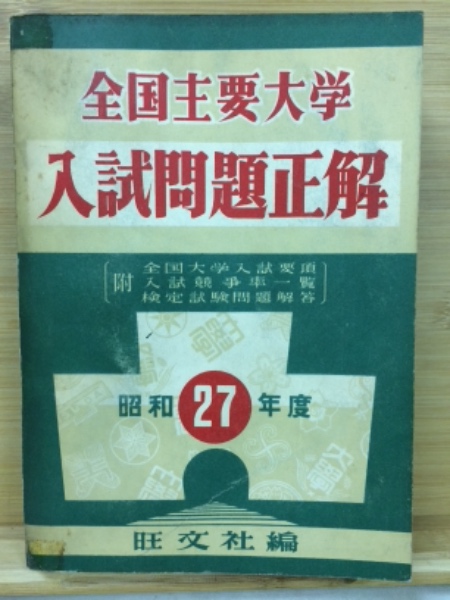 全国主要大学
入試問題正解
附
全国大学入試要項
入試競争率一覧
検定試験問題解答
昭和27年度
旺文社編